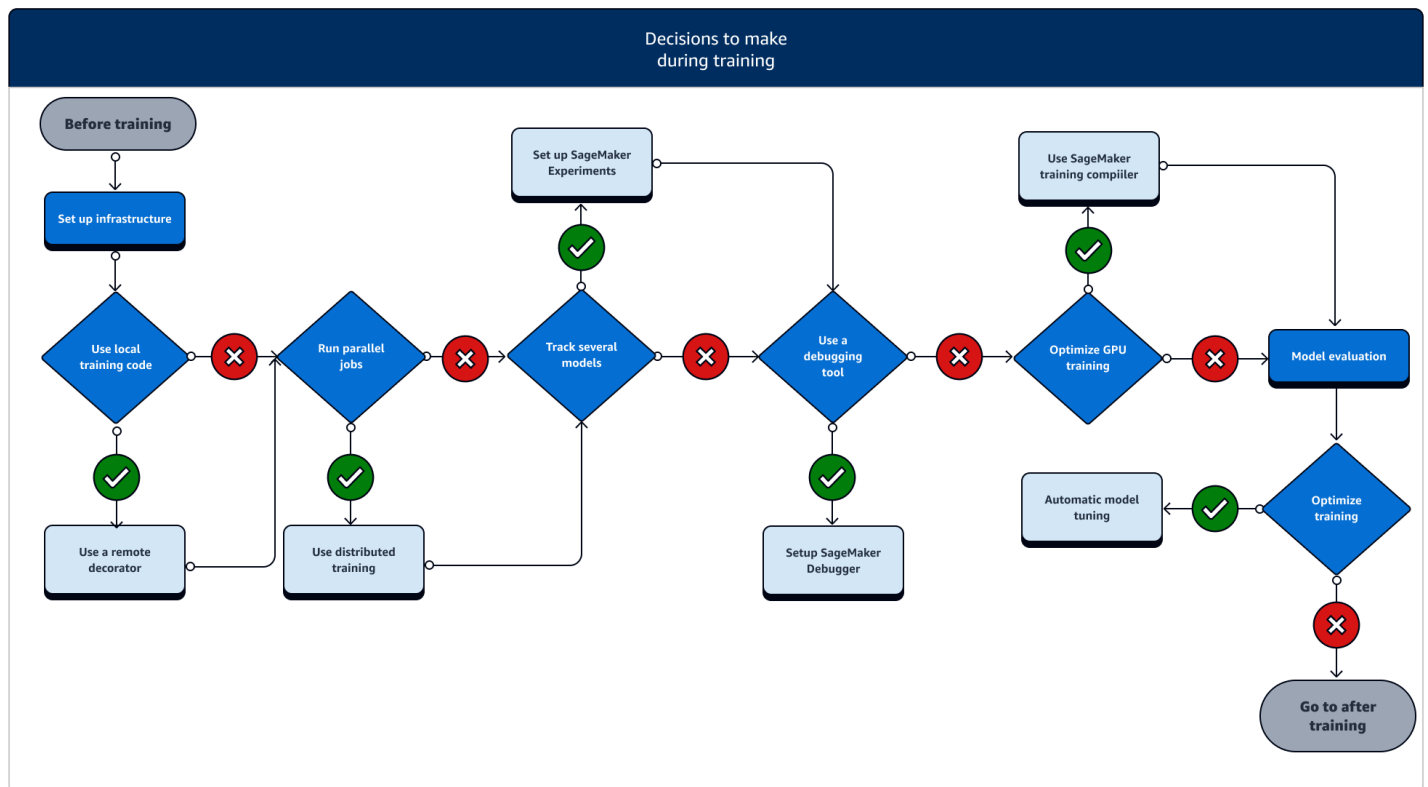 Decisions to make
during training
Before training
Set up infrastructure
Use local
training code
Use a remote
decorator
Run parallel
jobs
Use distributed
training
Set up SageMaker
Experiments
Track several
models
Use a
debugging
tool
Setup SageMaker
Debugger
Use SageMaker
training compiiler
Optimize GPU
training
Model evaluation
Automatic model
tuning
Optimize
training
Go to after
training